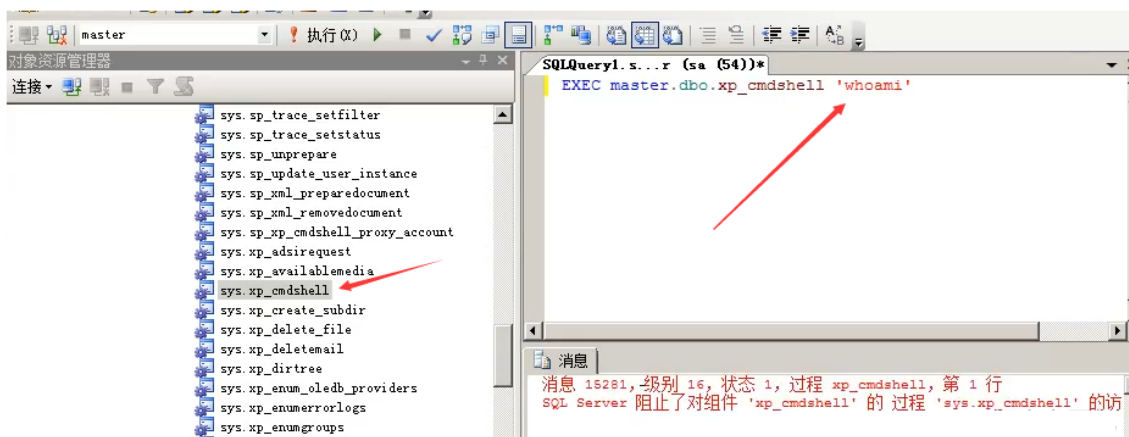 master
执行(X)
对象资源管理器
连接
sys.sp_trace_setfilter
sys.sp_trace_setstatus
sys.sp_unprepare
sys.sp_update_user_instance
sys.sp_xml_preparedocument
sys.sp_xml_removedocument
sys.sp_xp_cmdshell_proxy_account
sys.xp_adsirequest
sys.xp_availablemedia
sys.xp_cmdshell
sys.xp_create_subdir
sys.xp_delete_file
sys.xp_deletemail
sys.xp_dirtree
sys.xp_enum_oledb_providers
sys.xp_enumerrorlogs
sys.xp_enumgroups
SQLQuery1.s...r (sa (54))*
EXEC master.dbo.xp_cmdshell 'whoami'
消息
消息 15281，级别 16，状态 1，过程 xp_cmdshell，第 1 行
SQL Server 阻止了对组件 'xp_cmdshell' 的 过程 'sys.xp_cmdshell' 的访